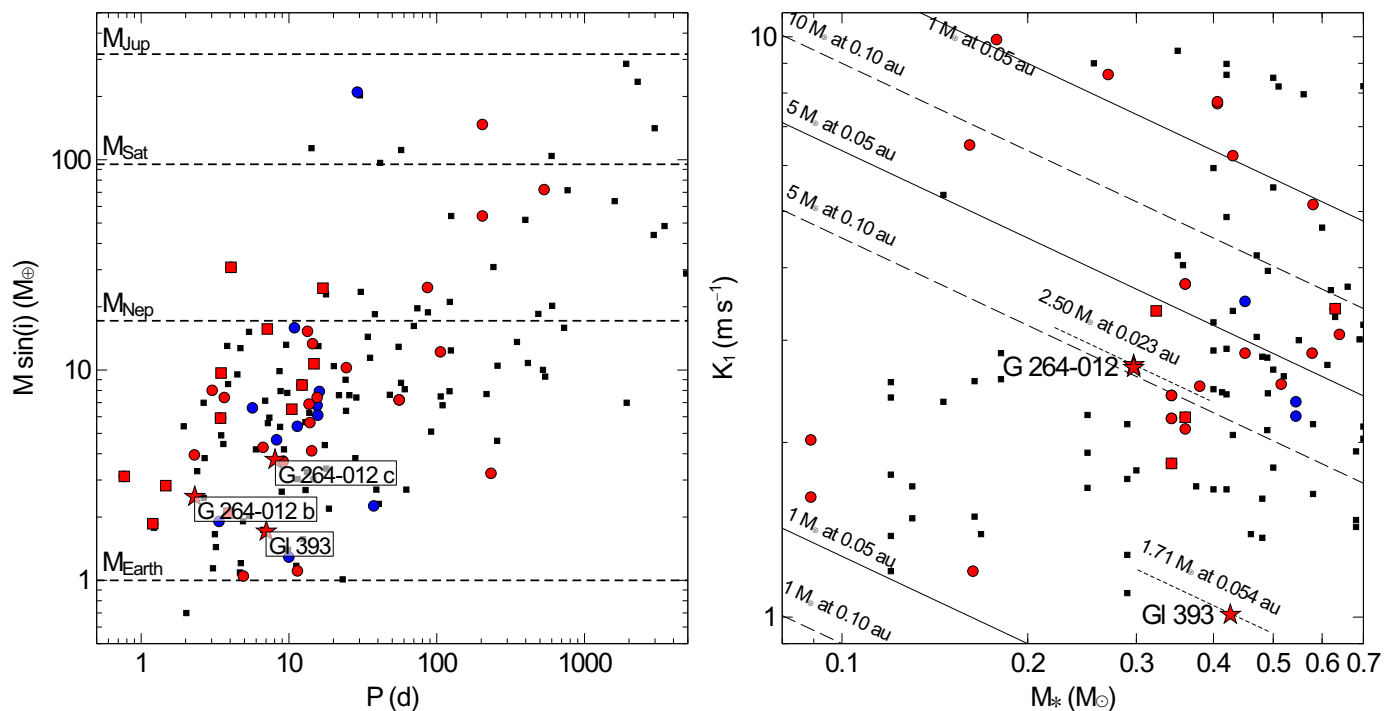 M_Jup
M_Sat
M_Nep
M_Earth
G 264-012 c
G 264-012 b
Gl 393
100
10
1
M sin(i) (M⊕)
1
10
100
1000
P (d)
10 M⊕ at 0.10 au
1 M⊕ at 0.05 au
5 M⊕ at 0.05 au
5 M⊕ at 0.10 au
2.50 M⊕ at 0.023 au
G 264-012
1 M⊕ at 0.05 au
1 M⊕ at 0.10 au
1.71 M⊕ at 0.054 au
Gl 393
10
1
K₁ (m s⁻¹)
0.1
0.2
0.3
0.4
0.5
0.6
0.7
M* (M⊙)